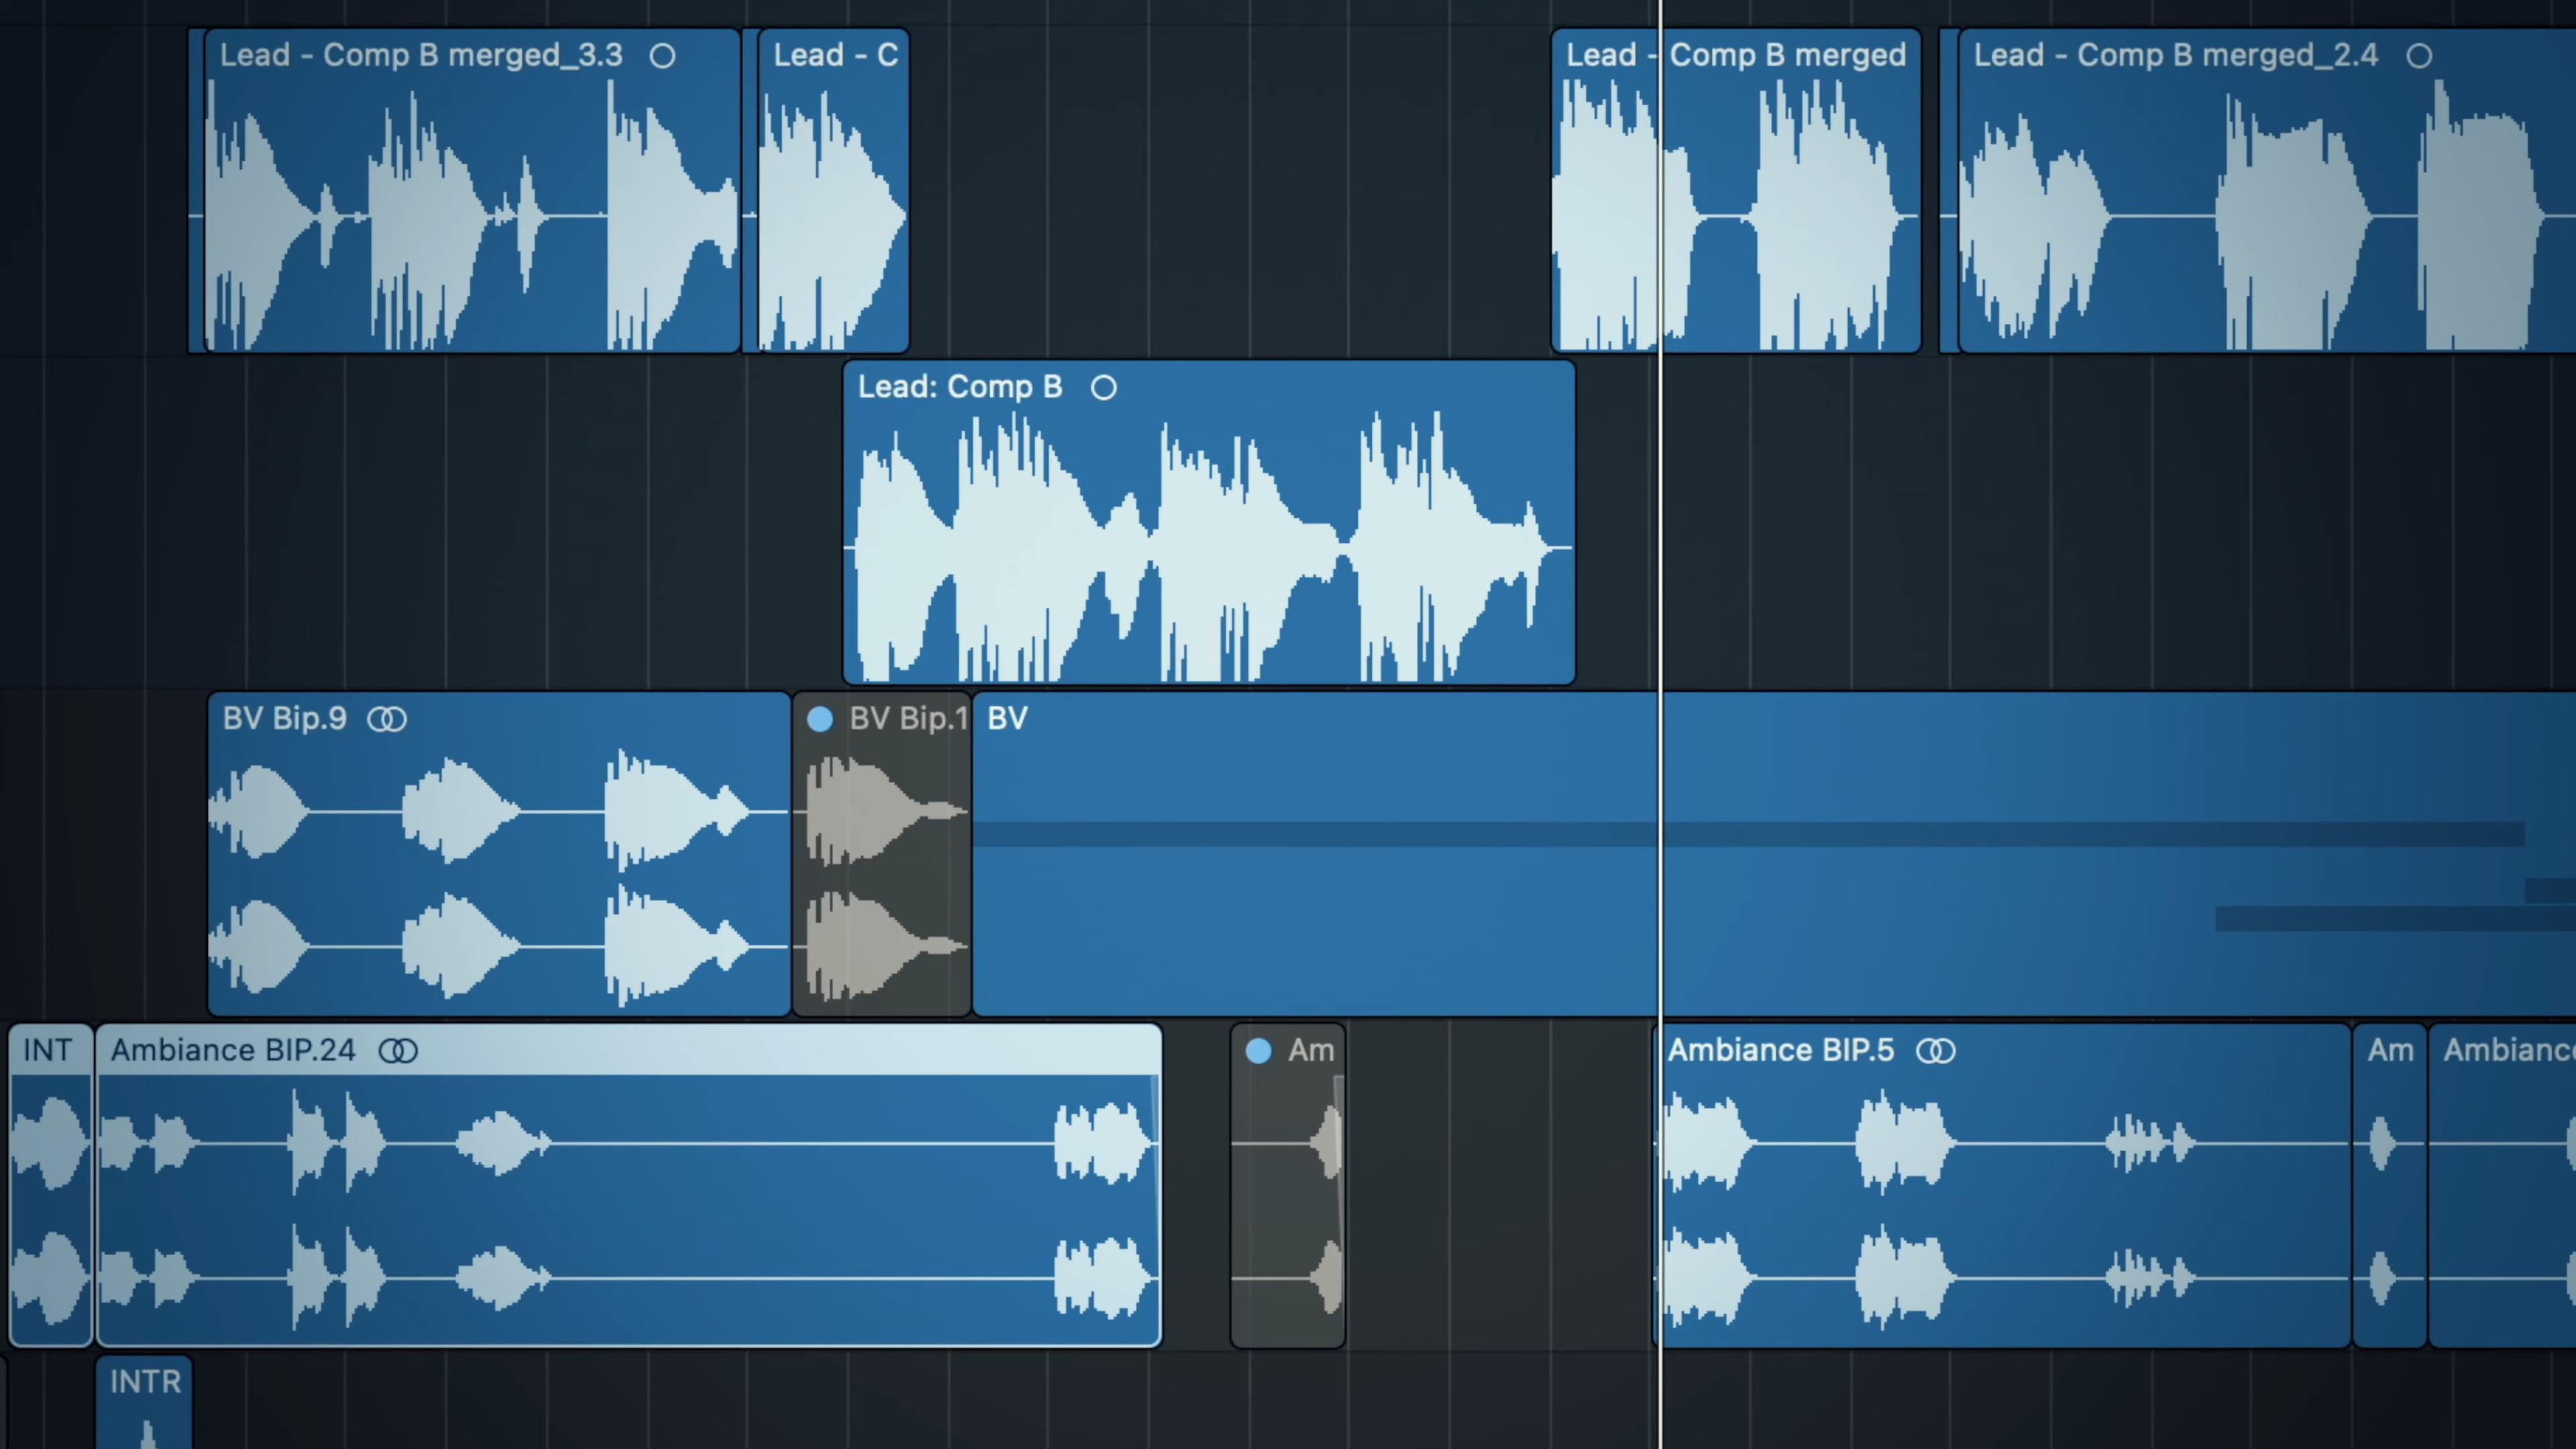 Lead - Comp B merged_3.3
Lead - C
Lead - Comp B merged
Lead - Comp B merged_2.4
Lead: Comp B
BV Bip.9
BV Bip.1
BV
INT
Ambiance BIP.24
Am
Ambiance BIP.5
Am
Ambianc
INTR